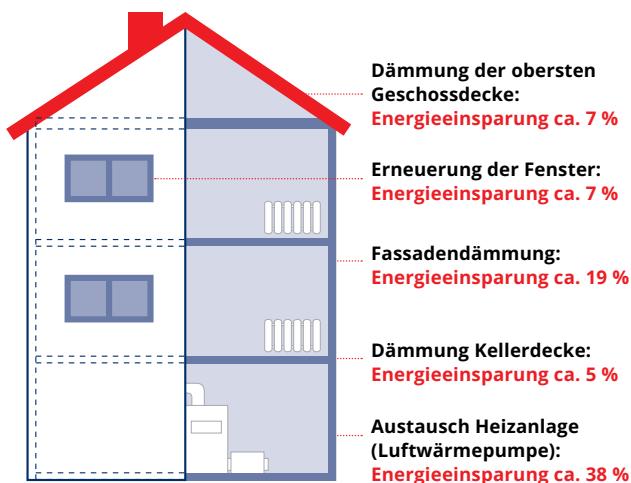 Dämmung der obersten
Geschossdecke:
Energieeinsparung ca. 7 %
Erneuerung der Fenster:
Energieeinsparung ca. 7 %
Fassadendämmung:
Energieeinsparung ca. 19 %
Dämmung Kellerdecke:
Energieeinsparung ca. 5 %
Austausch Heizanlage
(Luftwärmepumpe):
Energieeinsparung ca. 38 %